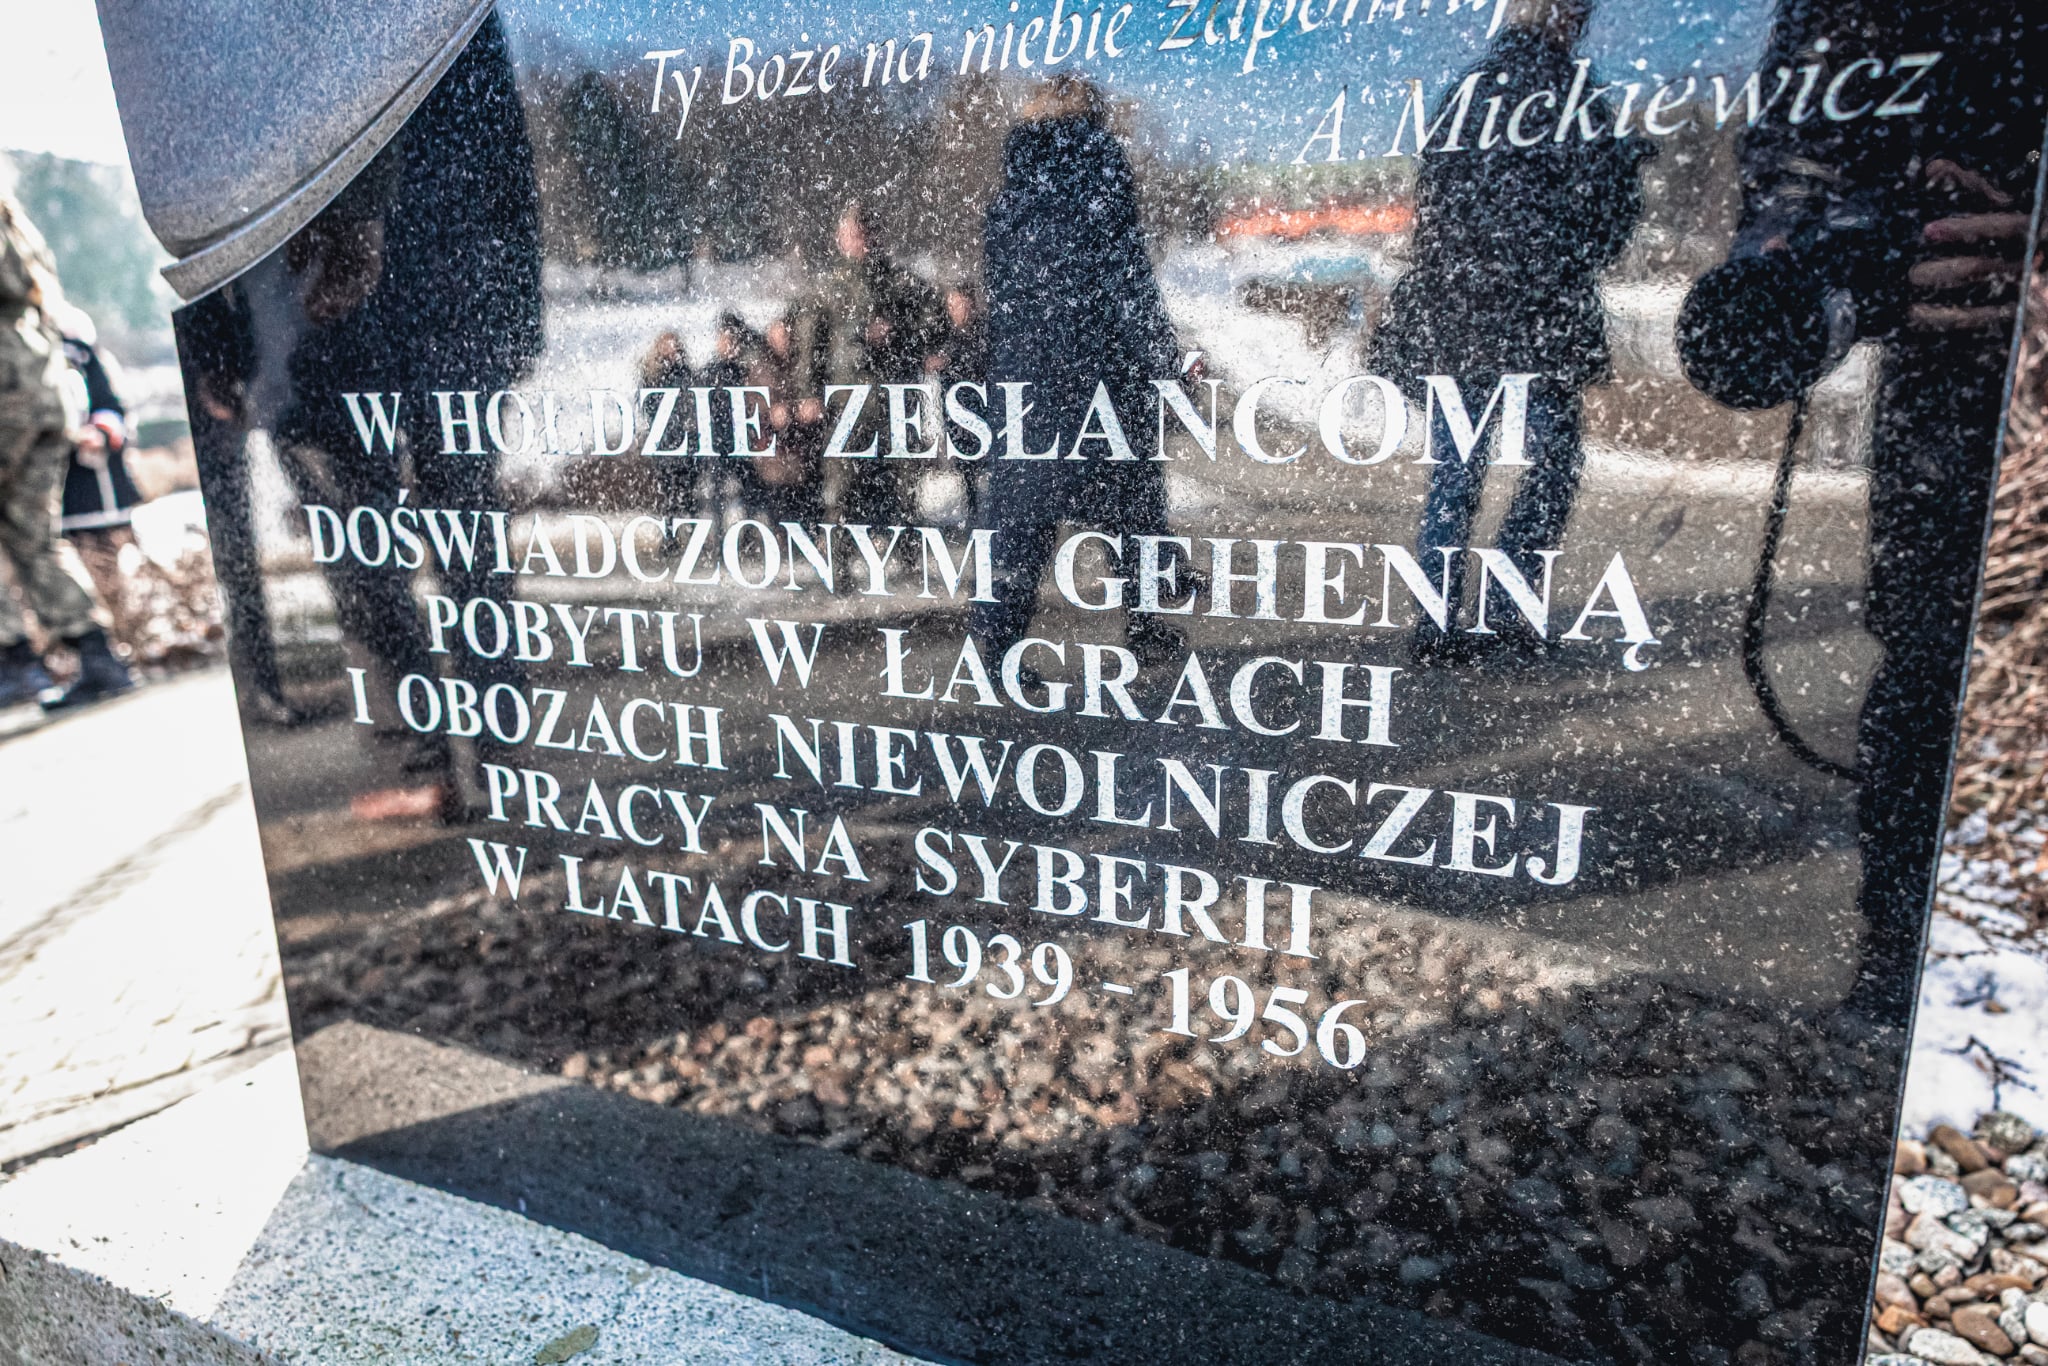 Ty Boże na niebie
A. Mickiewicz
W HOŁDZIE ZESŁAŃCOM
DOŚWIADCZONYM GEHENNĄ
POBYTU W ŁAGRACH
I OBOZACH NIEWOLNICZEJ
PRACY NA SYBERII
W LATACH 1939 - 1956